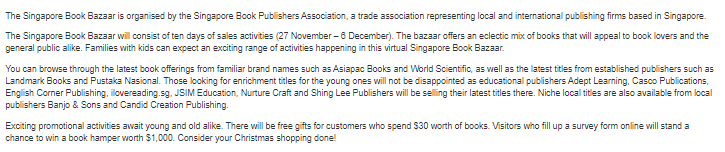 The Singapore Book Bazaar is organised by the Singapore Book Publishers Association, a trade association representing local and international publishing firms based in Singapore.
The Singapore Book Bazaar will consist of ten days of sales activities (27 November – 6 December). The bazaar offers an eclectic mix of books that will appeal to book lovers and the
general public alike. Families with kids can expect an exciting range of activities happening in this virtual Singapore Book Bazaar.
You can browse through the latest book offerings from familiar brand names such as Asiapac Books and World Scientific, as well as the latest titles from established publishers such as
Landmark Books and Pustaka Nasional. Those looking for enrichment titles for the young ones will not be disappointed as educational publishers Adept Learning, Casco Publications,
English Corner Publishing, ilovereading.sg, JSIM Education, Nurture Craft and Shing Lee Publishers will be selling their latest titles there. Niche local titles are also available from local
publishers Banjo & Sons and Candid Creation Publishing.
Exciting promotional activities await young and old alike. There will be free gifts for customers who spend $30 worth of books. Visitors who fill up a survey form online will stand a
chance to win a book hamper worth $1,000. Consider your Christmas shopping done!